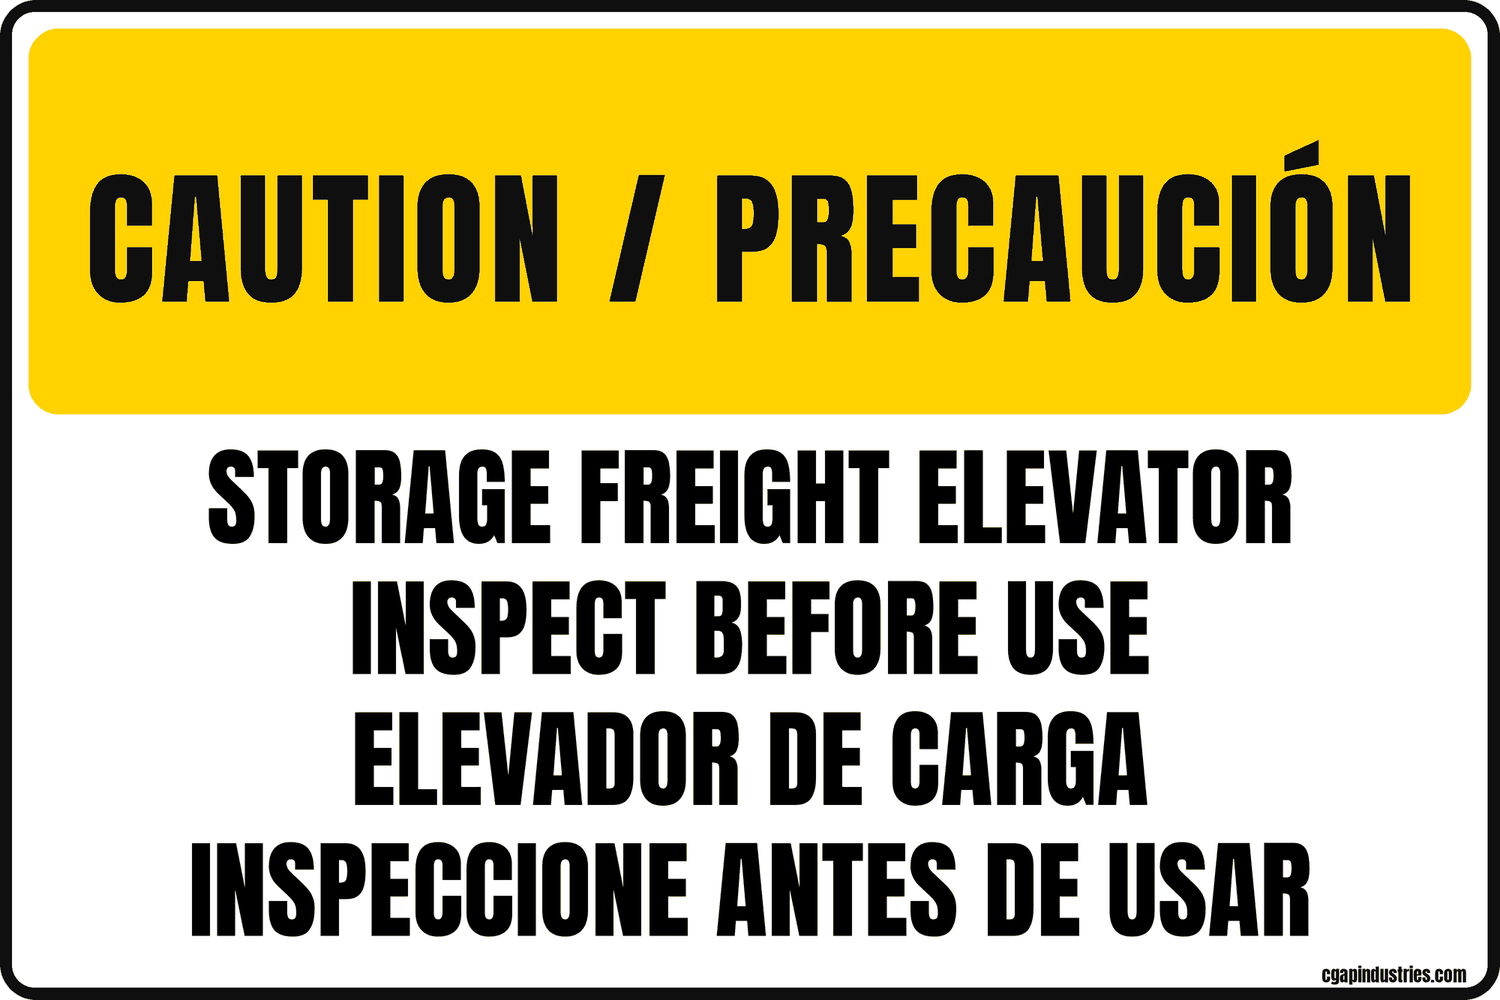 CAUTION / PRECAUCIÓN
STORAGE FREIGHT ELEVATOR
INSPECT BEFORE USE
ELEVADOR DE CARGA
INSPECCIONE ANTES DE USAR
cgapindustries.com